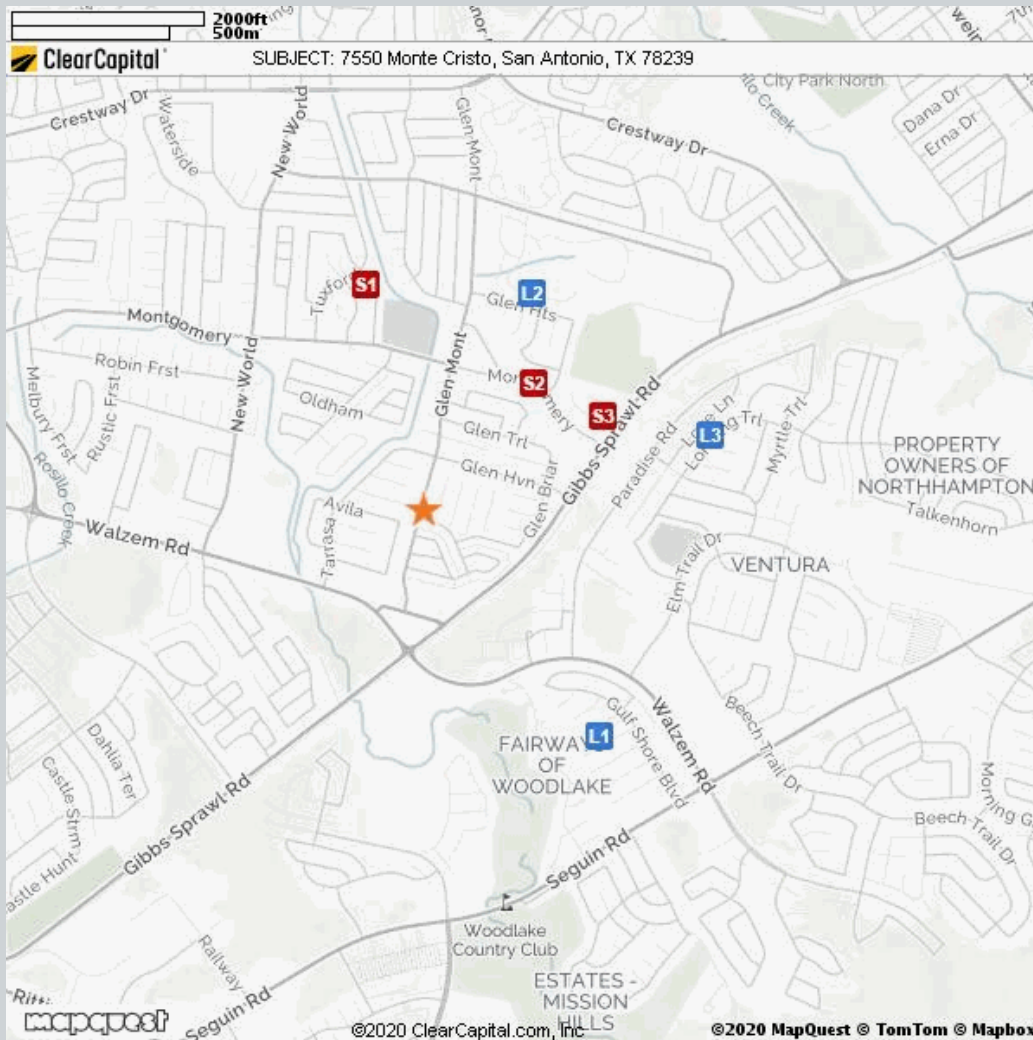 2000ft
500m
ClearCapital
SUBJECT: 7550 Monte Cristo, San Antonio, TX 78239
City Park North
Crestway Dr
Waterside
New World
Glen Mont
Crestway Dr
Dana Dr
Erna Dr
S1
Tuxford
L2
Glen Hts
Montgomery
Robin Frst
New World
Glen Mont
S2
Montgomery
S3
Gibbs Sprawl Rd
Melbury Frst
Rustic Frst
Oldham
Glen Trl
Glen Hvn
Glen Briar
Paradise Rd
L3
Myrtle Trl
PROPERTY
OWNERS OF
NORTHHAMPTON
Talkenhorn
Rosillo Creek
Walzem Rd
Avila
Tarrasa
Elm Trail Dr
VENTURA
L1
FAIRWAYS
OF
WOODLAKE
Gulf Shore Blvd
Walzem Rd
Beech Trail Dr
Dahlia Ter
Castle Strm
Castle Hunt
Gibbs Sprawl Rd
Seguin Rd
Morning G
Beech Trail Dr
Woodlake
Country Club
Railway
Seguin Rd
ESTATES -
MISSION
HILLS
mapquest
©2020 ClearCapital.com, Inc
©2020 MapQuest © TomTom © Mapbox